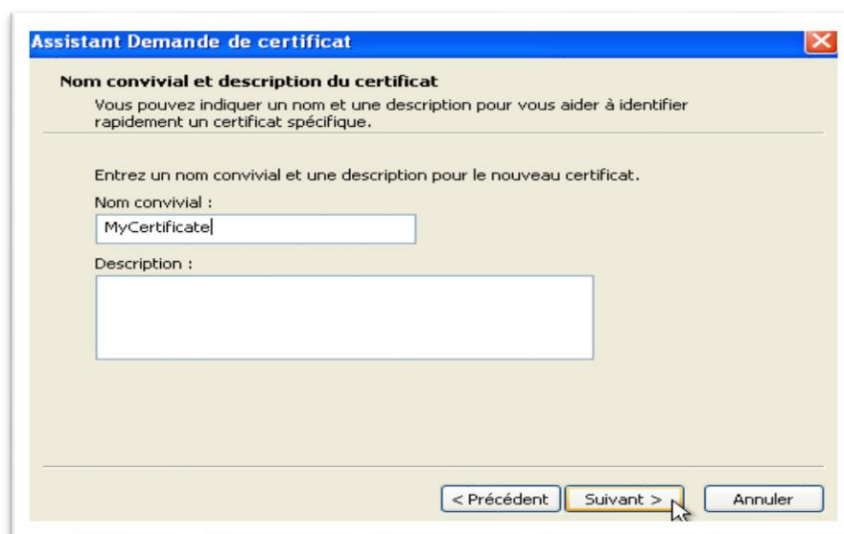 Assistant Demande de certificat
Nom convivial et description du certificat
Vous pouvez indiquer un nom et une description pour vous aider à identifier
rapidement un certificat spécifique.
Entrez un nom convivial et une description pour le nouveau certificat.
Nom convivial :
MyCertificate
Description :
< Précédent
Suivant >
Annuler